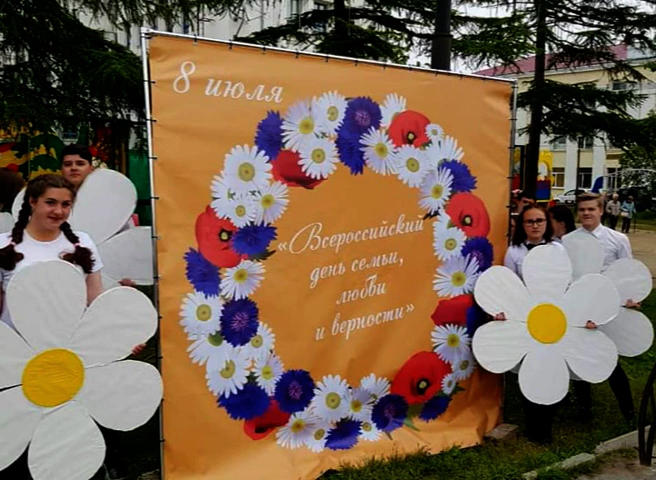 8 июля
«Всероссийский
день семьи,
любви
и верности»